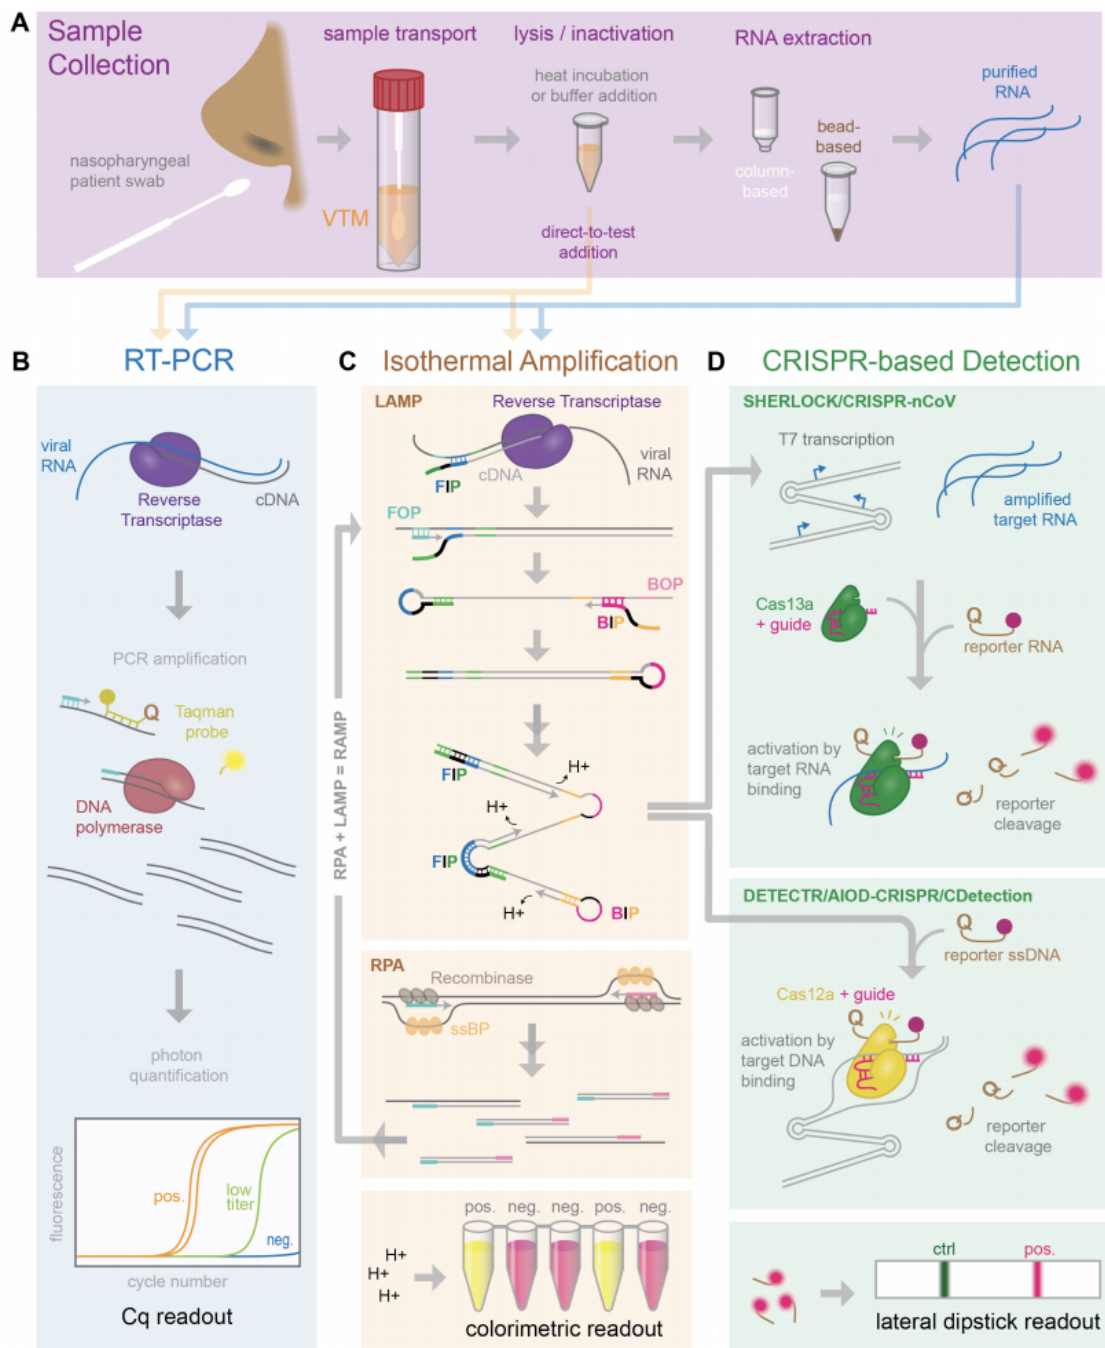 A
Sample
Collection
nasopharyngeal
patient swab
sample transport
VTM
lysis / inactivation
heat incubation
or buffer addition
direct-to-test
addition
RNA extraction
column-
based
bead-
based
purified
RNA
B
RT-PCR
viral
RNA
Reverse
Transcriptase
cDNA
PCR amplification
Q
Taqman
probe
DNA
polymerase
photon
quantification
fluorescence
pos.
low
titer
neg.
cycle number
Cq readout
C
Isothermal Amplification
LAMP
Reverse Transcriptase
FIP
cDNA
viral
RNA
FOP
BOP
BIP
FIP
H+
H+
FIP
H+
BIP
RPA + LAMP = RAMP
RPA
Recombinase
ssBP
pos.
neg.
neg.
pos.
neg.
H+
H+
H+
colorimetric readout
D
CRISPR-based Detection
SHERLOCK/CRISPR-nCoV
T7 transcription
amplified
target RNA
Cas13a
+ guide
Q
reporter RNA
activation by
target RNA
binding
Q
Q
Q
reporter
cleavage
DETECTR/AIOD-CRISPR/CDetection
Q
reporter ssDNA
Cas12a + guide
Q
activation by
target DNA
binding
Q
Q
reporter
cleavage
ctrl
pos.
lateral dipstick readout